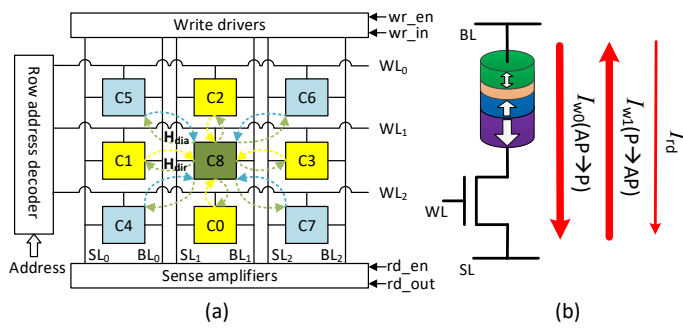 Write drivers
wr_en
wr_in
Row address decoder
WL0
C5
C2
C6
WL1
Hdia
C1
Hdir
C8
C3
WL2
C4
C0
C7
SL0
BL0
SL1
BL1
SL2
BL2
Address
Sense amplifiers
rd_en
rd_out
(a)
BL
WL
SL
Iw0(AP→P)
Iw1(P→AP)
Ird
(b)